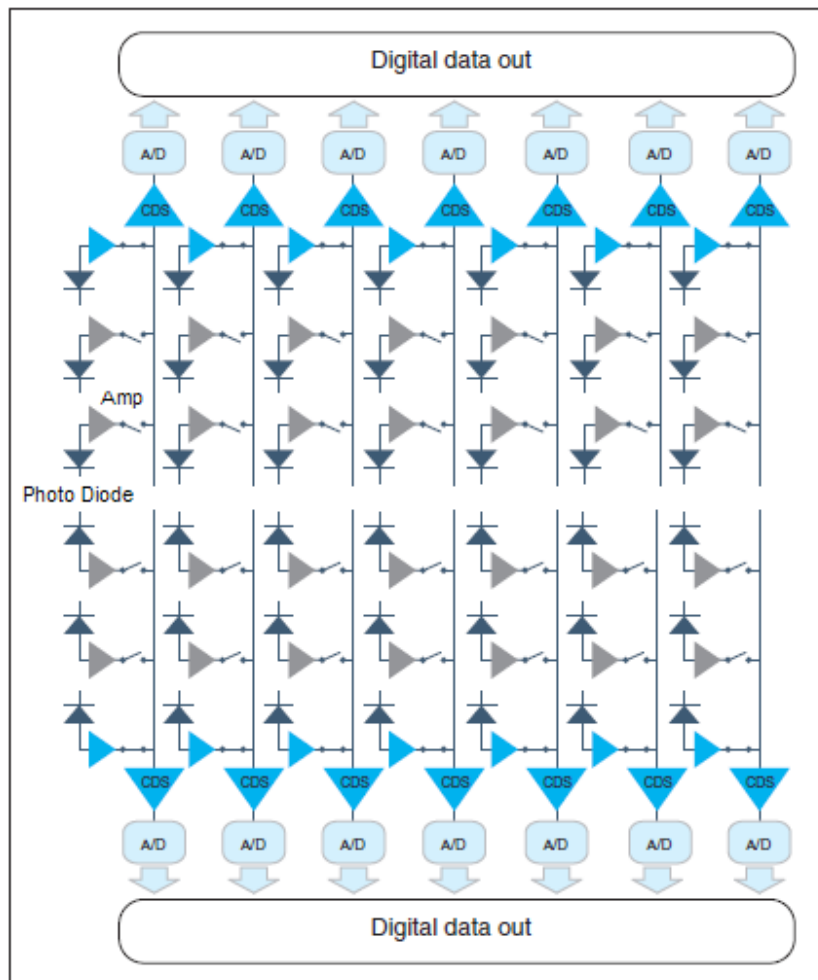 Digital data out
A/D A/D A/D A/D A/D A/D A/D
CDS CDS CDS CDS CDS CDS CDS
Amp
Photo Diode
CDS CDS CDS CDS CDS CDS CDS
A/D A/D A/D A/D A/D A/D A/D
Digital data out